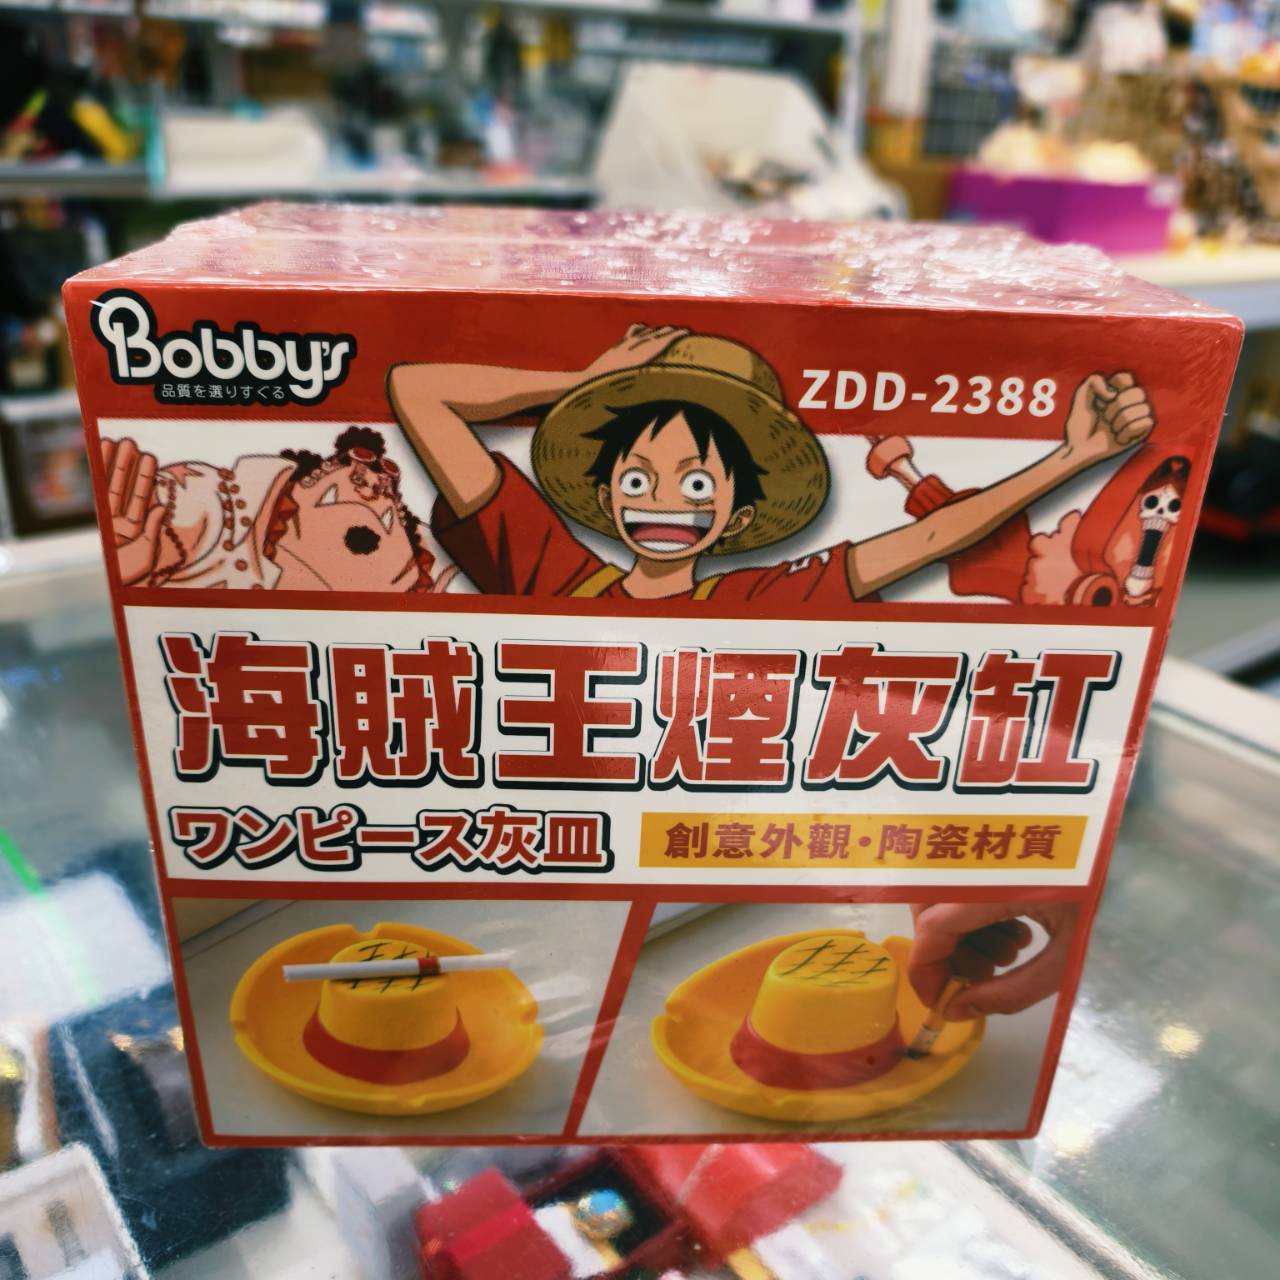 Bobby's
品質を選りすぐる
ZDD-2388
海賊王煙灰缸
ワンピース灰皿
創意外觀·陶瓷材質